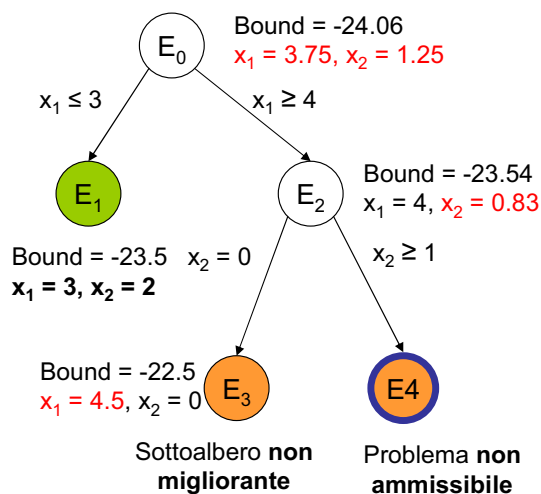 E0
Bound = -24.06
x1 = 3.75, x2 = 1.25
x1 ≤ 3
x1 ≥ 4
E1
E2
Bound = -23.54
x1 = 4, x2 = 0.83
Bound = -23.5
x1 = 3, x2 = 2
x2 = 0
x2 ≥ 1
Bound = -22.5
x1 = 4.5, x2 = 0
E3
E4
Sottoalbero non
migliorante
Problema non
ammissibile